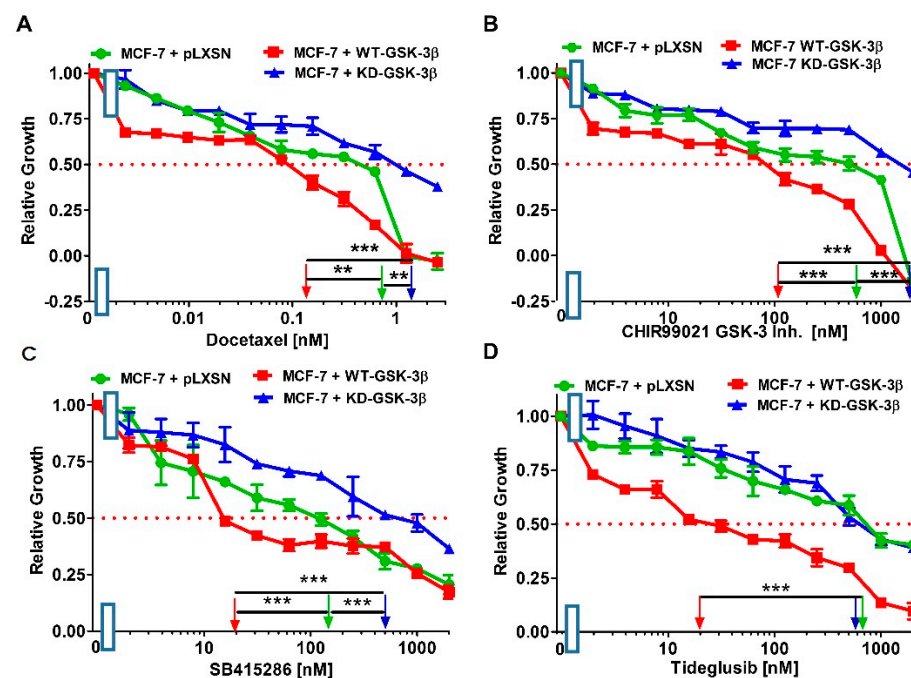 A
MCF-7 + pLXSN
MCF-7 + WT-GSK-3β
MCF-7 + KD-GSK-3β
Relative Growth
1.00
0.75
0.50
0.25
0.00
-0.25
***
**
**
0
0.01
0.1
1
Docetaxel [nM]
B
MCF-7 + pLXSN
MCF-7 WT-GSK-3β
MCF-7 KD-GSK-3β
Relative Growth
1.00
0.75
0.50
0.25
0.00
-0.25
***
***
***
0
10
100
1000
CHIR99021 GSK-3 Inh. [nM]
C
MCF-7 + pLXSN
MCF-7 + WT-GSK-3β
MCF-7 + KD-GSK-3β
Relative Growth
1.00
0.75
0.50
0.25
0.00
***
***
***
0
10
100
1000
SB415286 [nM]
D
MCF-7 + pLXSN
MCF-7 + WT-GSK-3β
MCF-7 + KD-GSK-3β
Relative Growth
1.00
0.75
0.50
0.25
0.00
***
0
10
100
1000
Tideglusib [nM]